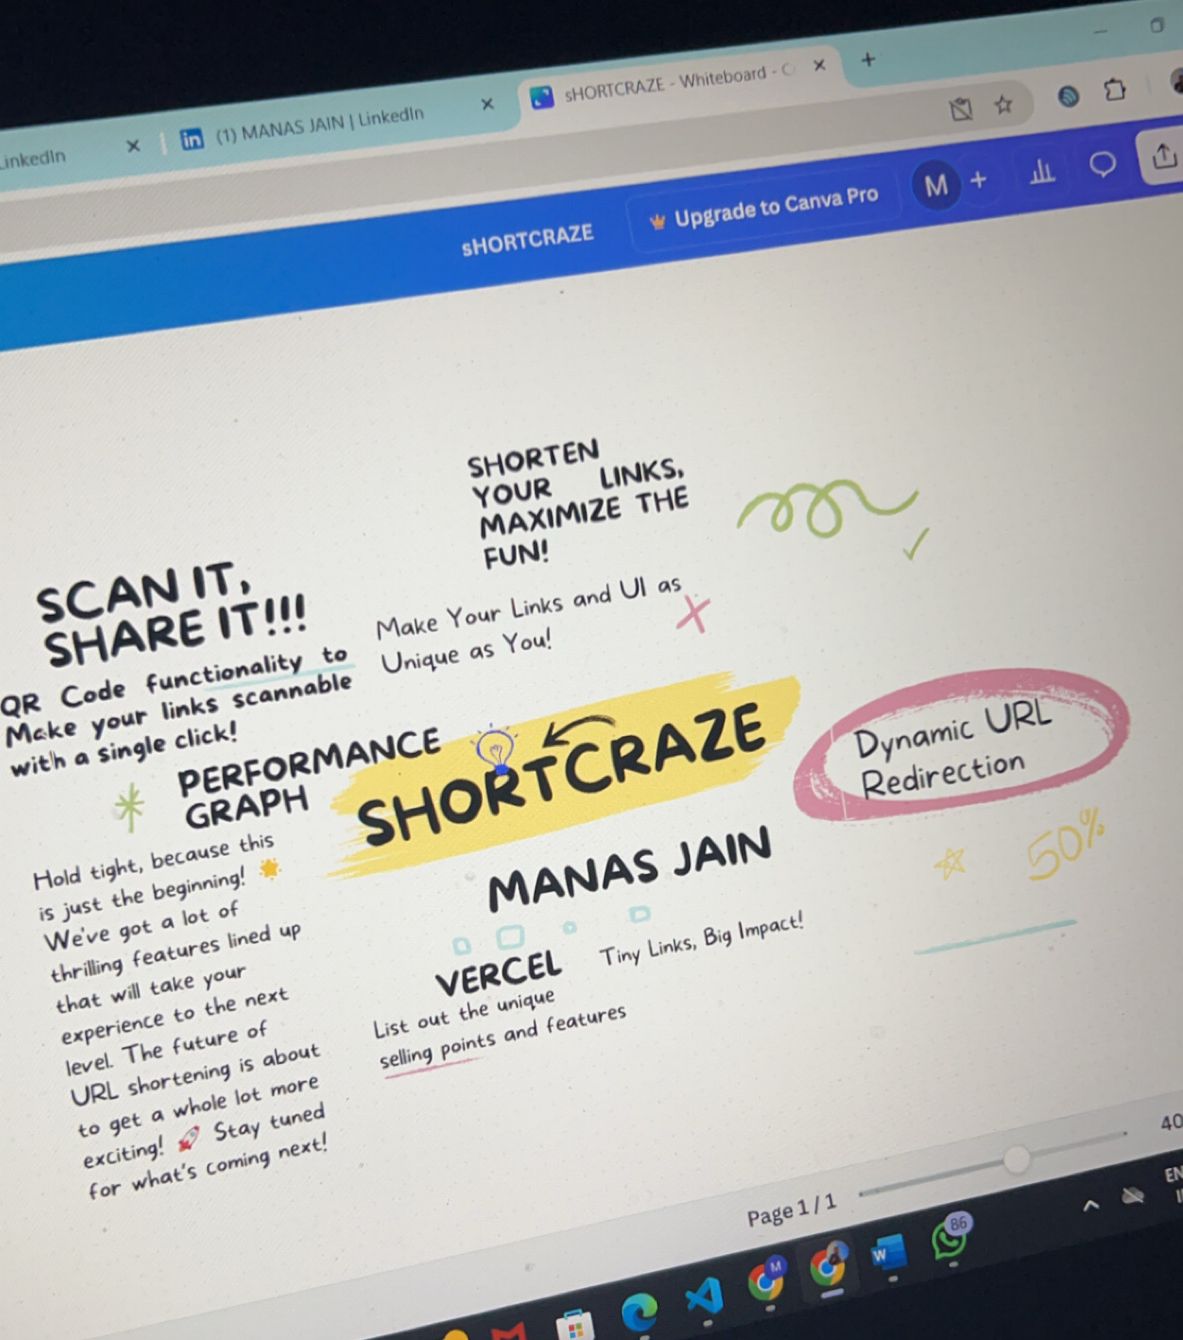 LinkedIn
(1) MANAS JAIN | LinkedIn
sHORTCRAZE - Whiteboard -
sHORTCRAZE
Upgrade to Canva Pro
M
SHORTEN
YOUR LINKS,
MAXIMIZE THE
FUN!
SCAN IT,
SHARE IT!!!
Make Your Links and UI as
Unique as You!
QR Code functionality to
Make your links scannable
with a single click!
PERFORMANCE
GRAPH
SHORTCRAZE
Dynamic URL
Redirection
50%
Hold tight, because this
is just the beginning!
We've got a lot of
thrilling features lined up
that will take your
experience to the next
level. The future of
URL shortening is about
to get a whole lot more
exciting! 🚀 Stay tuned
for what's coming next!
MANAS JAIN
VERCEL
Tiny Links, Big Impact!
List out the unique
selling points and features
Page 1 / 1
40
EN
M
W
86